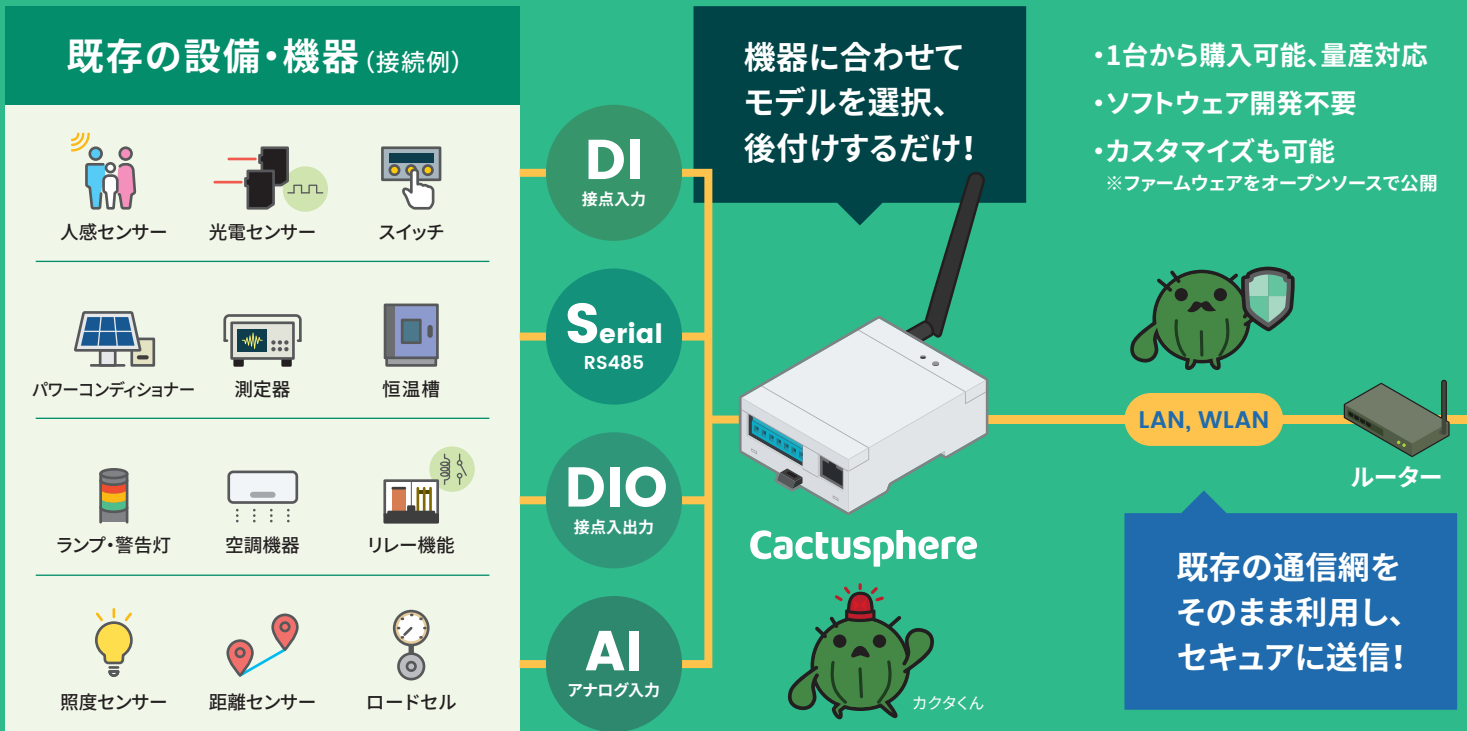 既存の設備・機器（接続例）
人感センサー
光電センサー
スイッチ
パワーコンディショナー
測定器
恒温槽
ランプ・警告灯
空調機器
リレー機能
照度センサー
距離センサー
ロードセル
DI
接点入力
Serial
RS485
DIO
接点入出力
AI
アナログ入力
機器に合わせて
モデルを選択、
後付けするだけ！
Cactusphere
カクタくん
・1台から購入可能、量産対応
・ソフトウェア開発不要
・カスタマイズも可能
※ファームウェアをオープンソースで公開
LAN, WLAN
ルーター
既存の通信網を
そのまま利用し、
セキュアに送信！